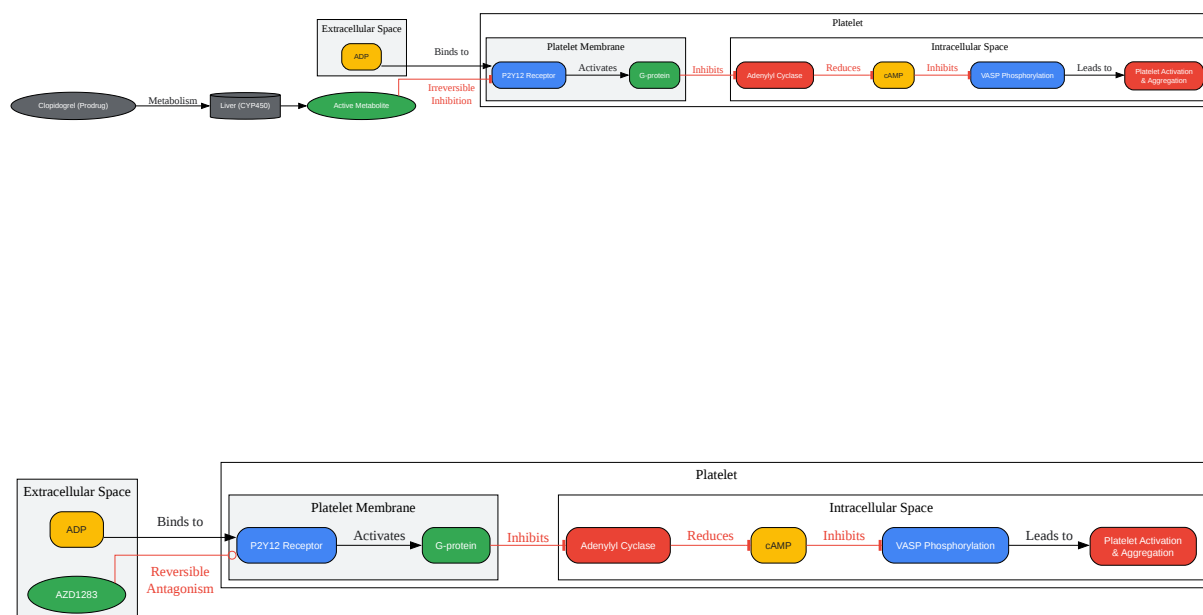 Platelet
Extracellular Space
Platelet Membrane
Intracellular Space
ADP
Binds to
P2Y12 Receptor
Activates
G-protein
Inhibits
Adenylyl Cyclase
Reduces
cAMP
Inhibits
VASP Phosphorylation
Leads to
Platelet Activation
& Aggregation
Clopidogrel (Prodrug)
Metabolism
Liver (CYP450)
Active Metabolite
Irreversible
Inhibition
Platelet
Extracellular Space
Platelet Membrane
Intracellular Space
ADP
Binds to
P2Y12 Receptor
Activates
G-protein
Inhibits
Adenylyl Cyclase
Reduces
cAMP
Inhibits
VASP Phosphorylation
Leads to
Platelet Activation
& Aggregation
Reversible
Antagonism
AZD1283